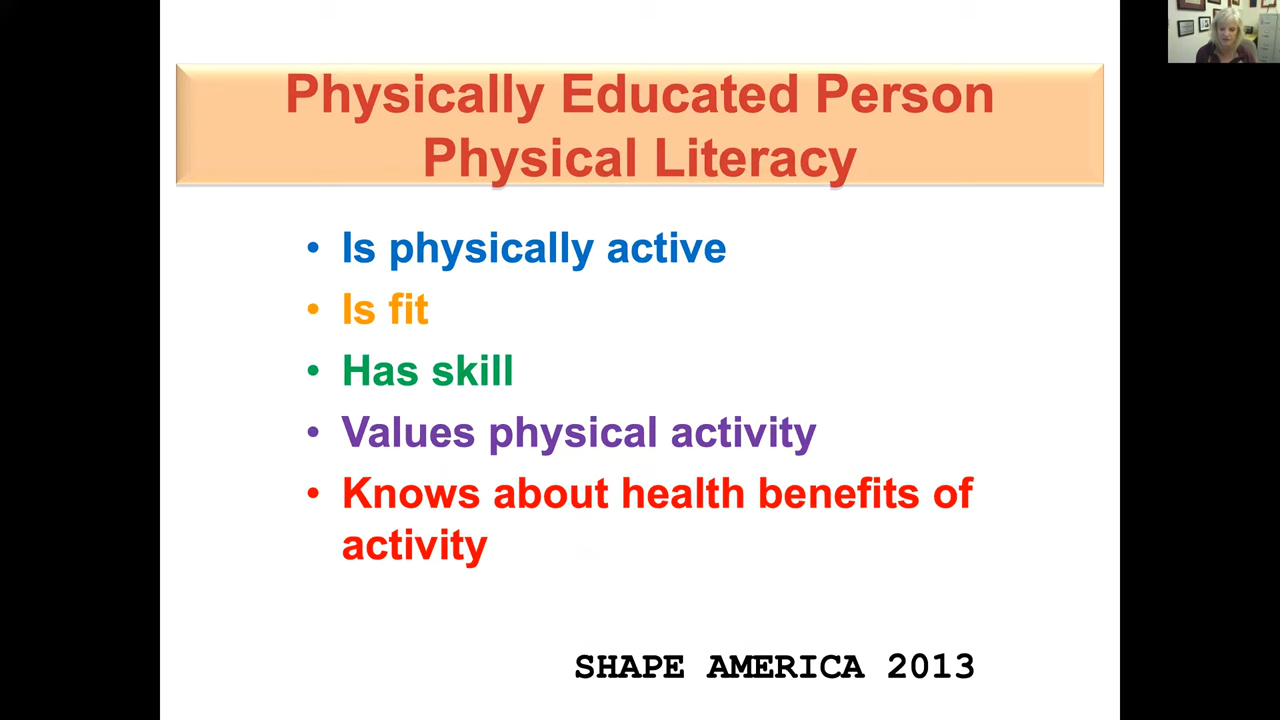 Physically Educated Person
Physical Literacy
• Is physically active
• Is fit
• Has skill
• Values physical activity
• Knows about health benefits of
activity
SHAPE AMERICA 2013